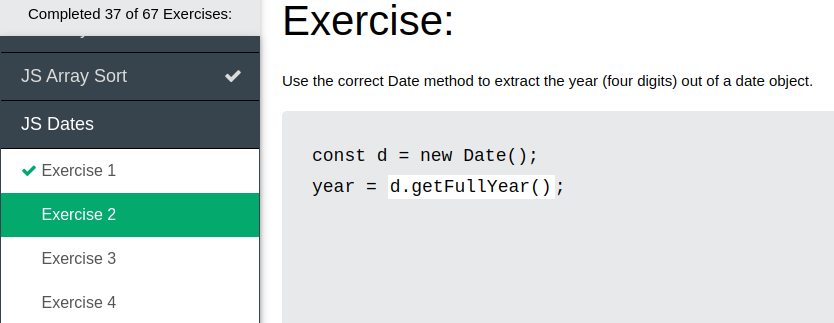 Completed 37 of 67 Exercises:
JS Array Sort
JS Dates
Exercise 1
Exercise 2
Exercise 3
Exercise 4
Exercise:
Use the correct Date method to extract the year (four digits) out of a date object.
const d = new Date();
year = d.getFullYear();